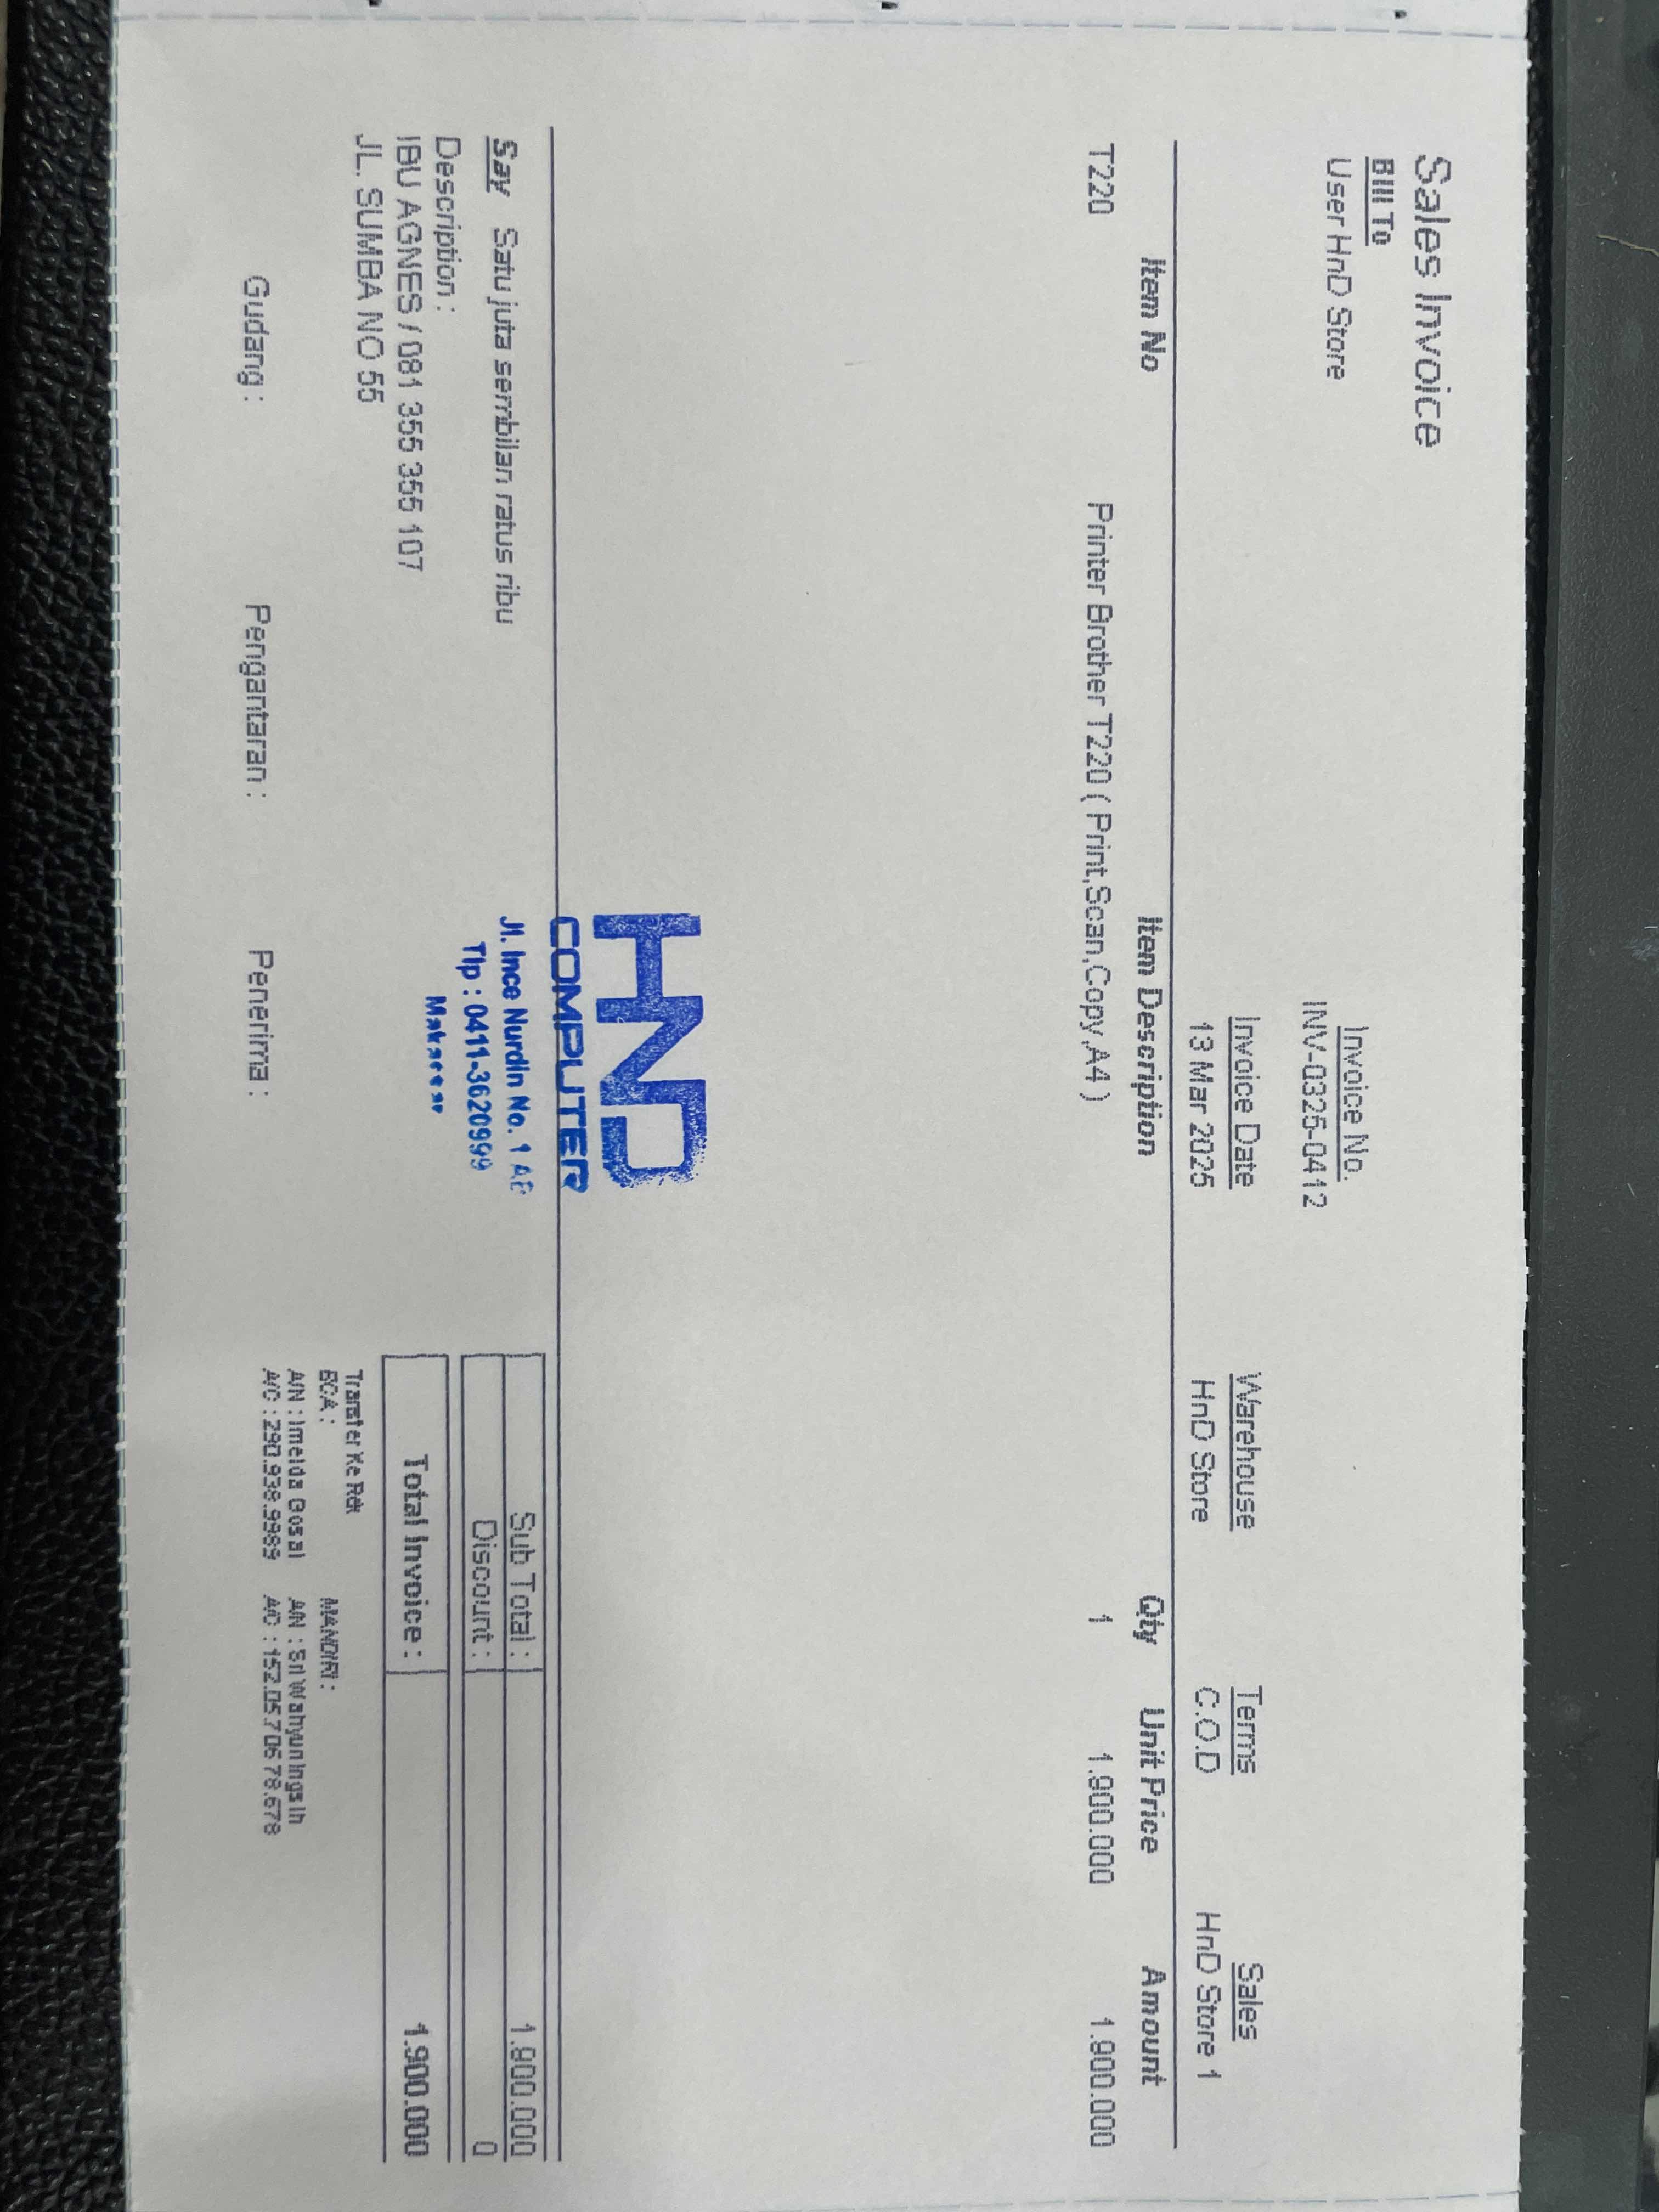 Sales Invoice
Bill To
User HnD Store
Invoice No.
INV-0325-0412
Invoice Date
13 Mar 2025
Warehouse
HnD Store
Terms
C.O.D
Sales
HnD Store 1
Item No Item Description Qty Unit Price Amount
T220 Printer Brother T220 ( Print,Scan,Copy,A4 ) 1 1.900.000 1.900.000
HND
COMPUTER
Jl. Ince Nurdin No. 1 AB
Tlp : 0411-3620999
Makassar
Say Satu juta sembilan ratus ribu
Description :
IBU AGNES / 081 355 355 107
JL. SUMBA NO 55
Sub Total : 1.900.000
Discount : 0
Total Invoice : 1.900.000
Gudang : Pengantaran : Penerima :
Transfer Ke Rek
BCA : MANDIRI :
A/N : Imelda Gosal A/N : Sri Wahyuningsih
A/C : 290.938.9989 A/C : 152.05.706.78.678